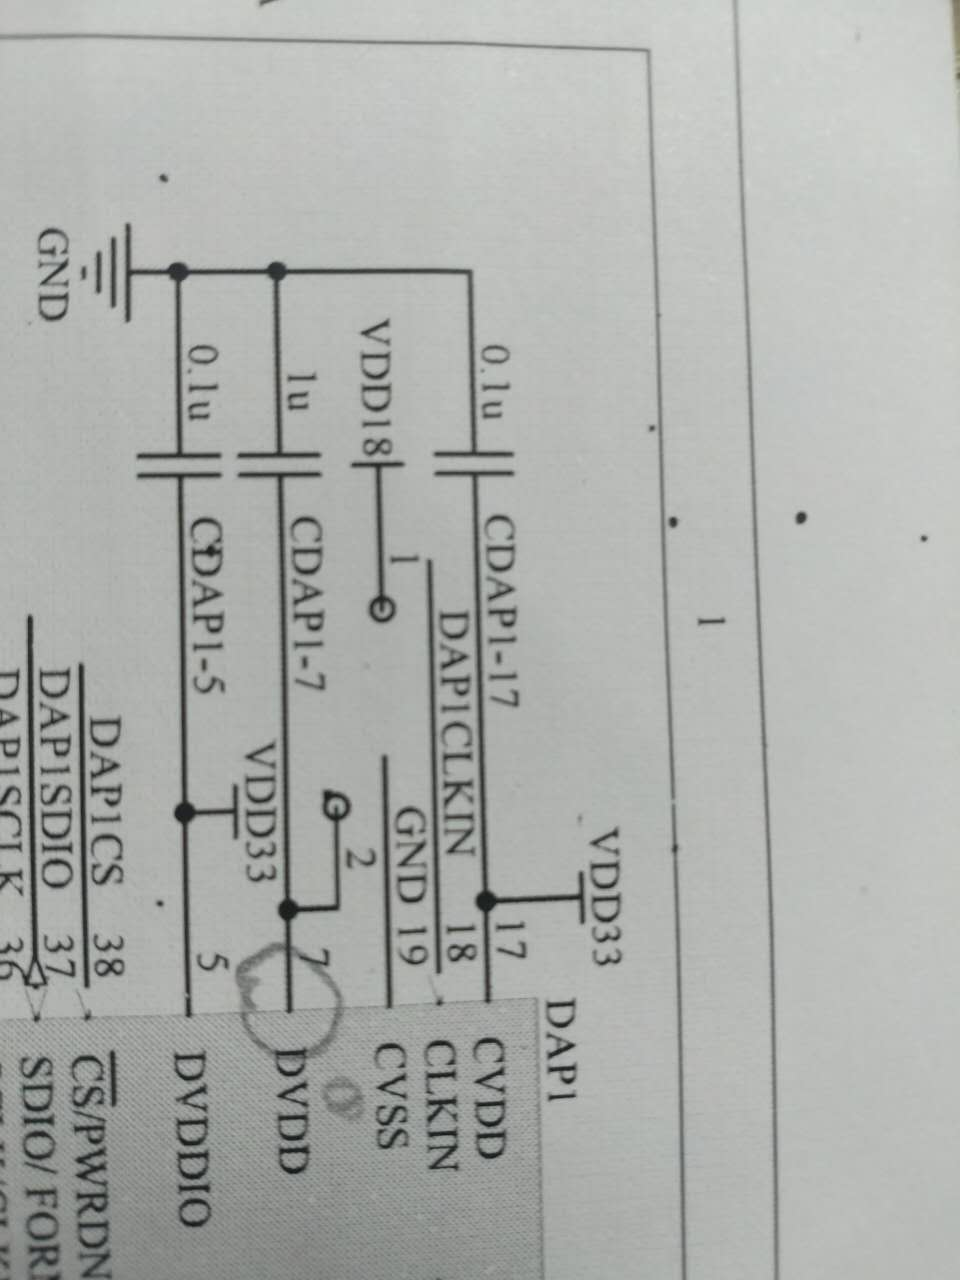 1
DAP1
VDD33
0.1u CDAP1-17 17 CVDD
DAP1CLKIN 18 CLKIN
VDD18 1 GND 19 CVSS
2
1u CDAP1-7 7 DVDD
VDD33
0.1u CDAP1-5 5 DVDDIO
GND DAP1CS 38 CS/PWRDN
DAP1SDIO 37 SDIO/
DAP1SCLK 36